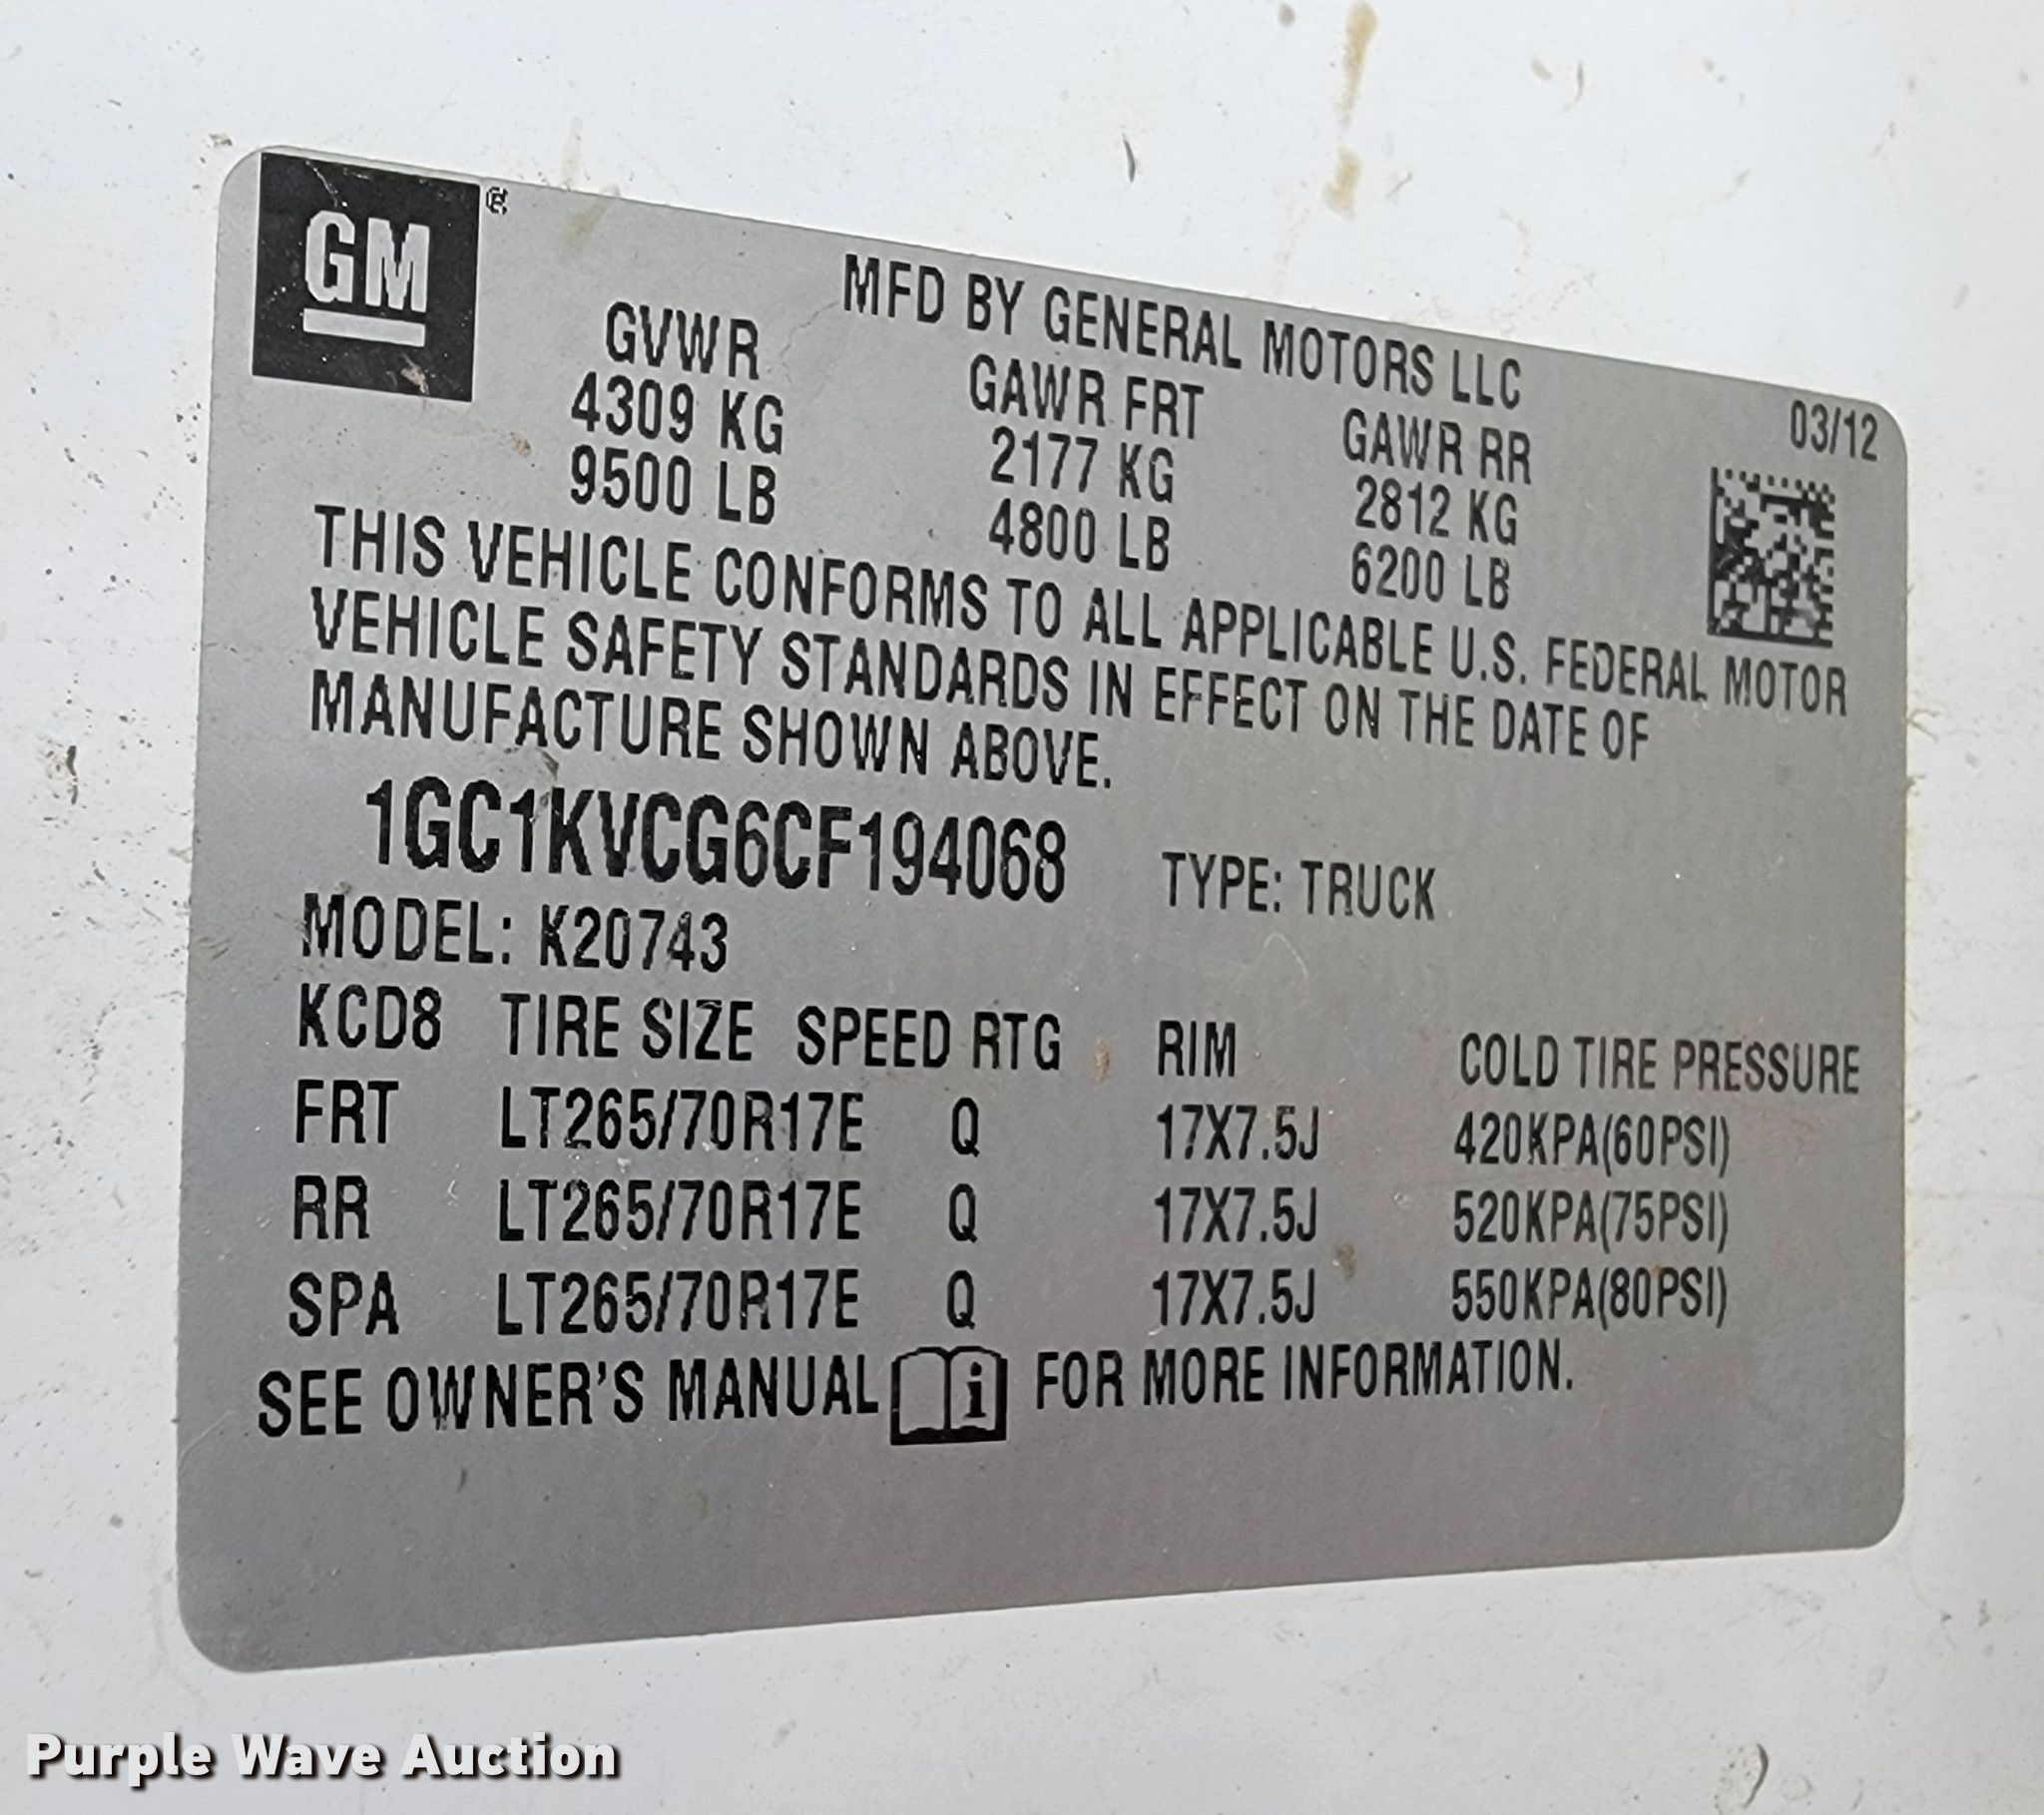 GM
MFD BY GENERAL MOTORS LLC
03/12
GVWR GAWR FRT GAWR RR
4309 KG 2177 KG 2812 KG
9500 LB 4800 LB 6200 LB
THIS VEHICLE CONFORMS TO ALL APPLICABLE U.S. FEDERAL MOTOR
VEHICLE SAFETY STANDARDS IN EFFECT ON THE DATE OF
MANUFACTURE SHOWN ABOVE.
1GC1KVCG6CF194068 TYPE: TRUCK
MODEL: K20743
KCD8 TIRE SIZE SPEED RTG RIM COLD TIRE PRESSURE
FRT LT265/70R17E Q 17X7.5J 420KPA(60PSI)
RR LT265/70R17E Q 17X7.5J 520KPA(75PSI)
SPA LT265/70R17E Q 17X7.5J 550KPA(80PSI)
SEE OWNER'S MANUAL i FOR MORE INFORMATION.
Purple Wave Auction